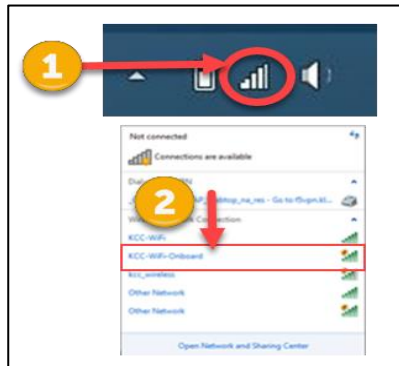 1
Not connected
Connections are available
2
KCC-WiFi
KCC-WiFi-Onboard
kcc_wireless
Other Network
Other Network
Open Network and Sharing Center